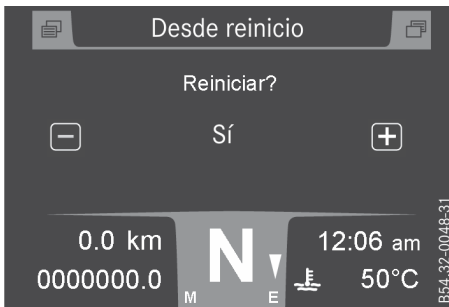 Desde reinicio
Reiniciar?
Sí
0.0 km
0000000.0
N
M
E
12:06 am
50°C
B54.32-0048-31